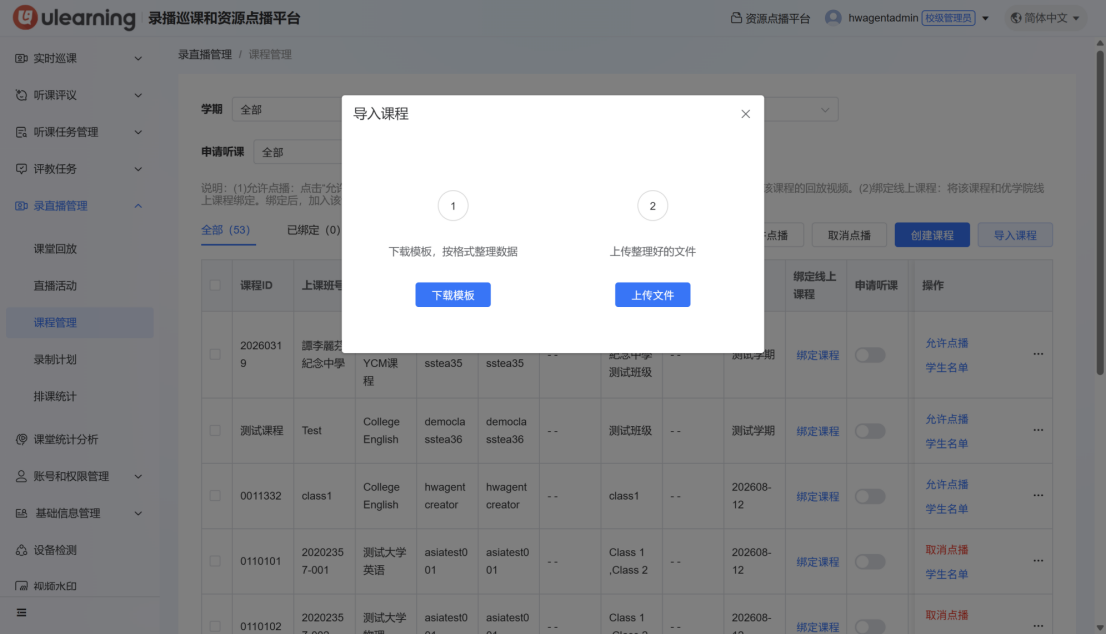 ulearning 录播巡课和资源点播平台
资源点播平台 hwagentadmin 校级管理员 简体中文
实时巡课
听课评议
听课任务管理
评教任务
录直播管理
课堂回放
直播活动
课程管理
录制计划
排课统计
课堂统计分析
账号和权限管理
基础信息管理
设备检测
视频水印
录直播管理 / 课程管理
学期 全部
申请听课 全部
说明：(1)允许点播：点击“允
该课程的回放视频。(2)绑定线上课程：将该课程和优学院线
上课程绑定。绑定后，加入该
全部（53） 已绑定（0）
点播 取消点播 创建课程 导入课程
导入课程
1
下载模板，按格式整理数据
下载模板
2
上传整理好的文件
上传文件
课程ID 上课班号 绑定线上课程 申请听课 操作
20260319 譚李麗芬紀念中學 YCM课程 sstea35 sstea35 - - 紀念中學测试班级 - - 测试学期 绑定课程 允许点播 学生名单 ...
测试课程 Test College English democlasstea36 democlasstea36 - - 测试班级 - - 测试学期 绑定课程 允许点播 学生名单 ...
0011332 class1 College English hwagentcreator hwagentcreator - - class1 - - 202608-12 绑定课程 允许点播 学生名单 ...
0110101 20202357-001 测试大学英语 asiatest001 asiatest001 - - Class 1,Class 2 - - 202608-12 绑定课程 取消点播 学生名单 ...
0110102 2020235 测试大学 asiatest0 asiatest0 - - Class 1 - - 202608- 绑定课程 取消点播 ...